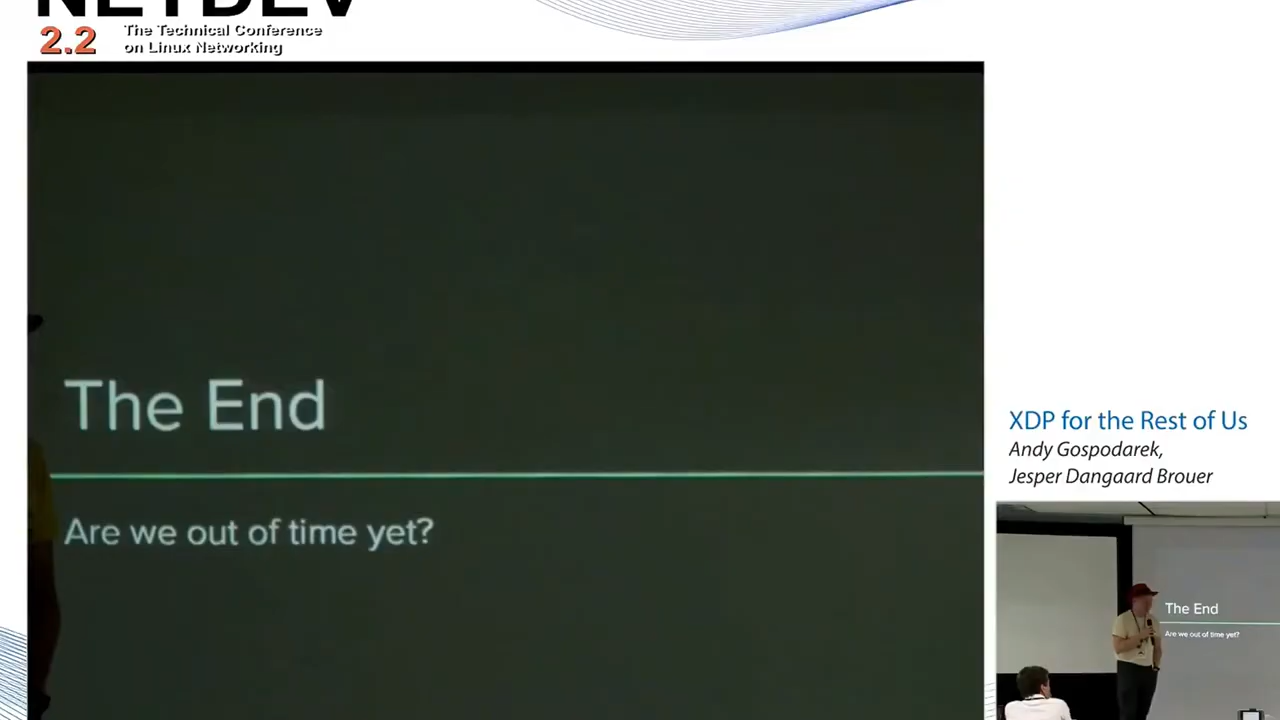 NETDEV
2.2
The Technical Conference
on Linux Networking
The End
Are we out of time yet?
XDP for the Rest of Us
Andy Gospodarek,
Jesper Dangaard Brouer
The End
Are we out of time yet?